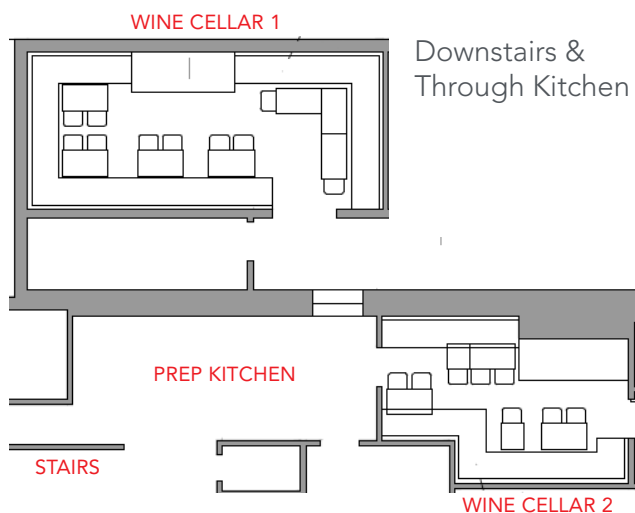 WINE CELLAR 1
Downstairs &
Through Kitchen
PREP KITCHEN
STAIRS
WINE CELLAR 2